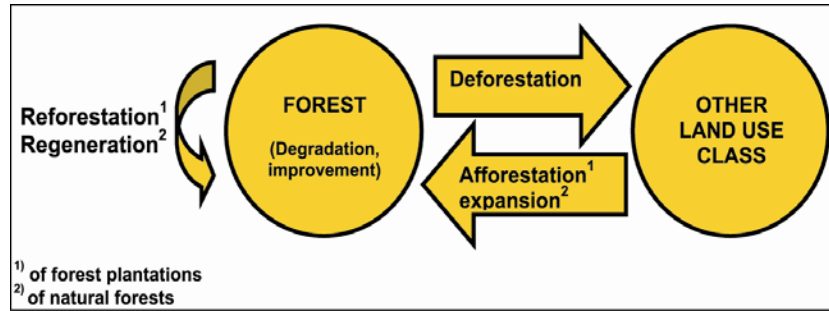 Reforestation¹
Regeneration²
FOREST
(Degradation,
improvement)
Deforestation
Afforestation¹
expansion²
OTHER
LAND USE
CLASS
¹⁾ of forest plantations
²⁾ of natural forests